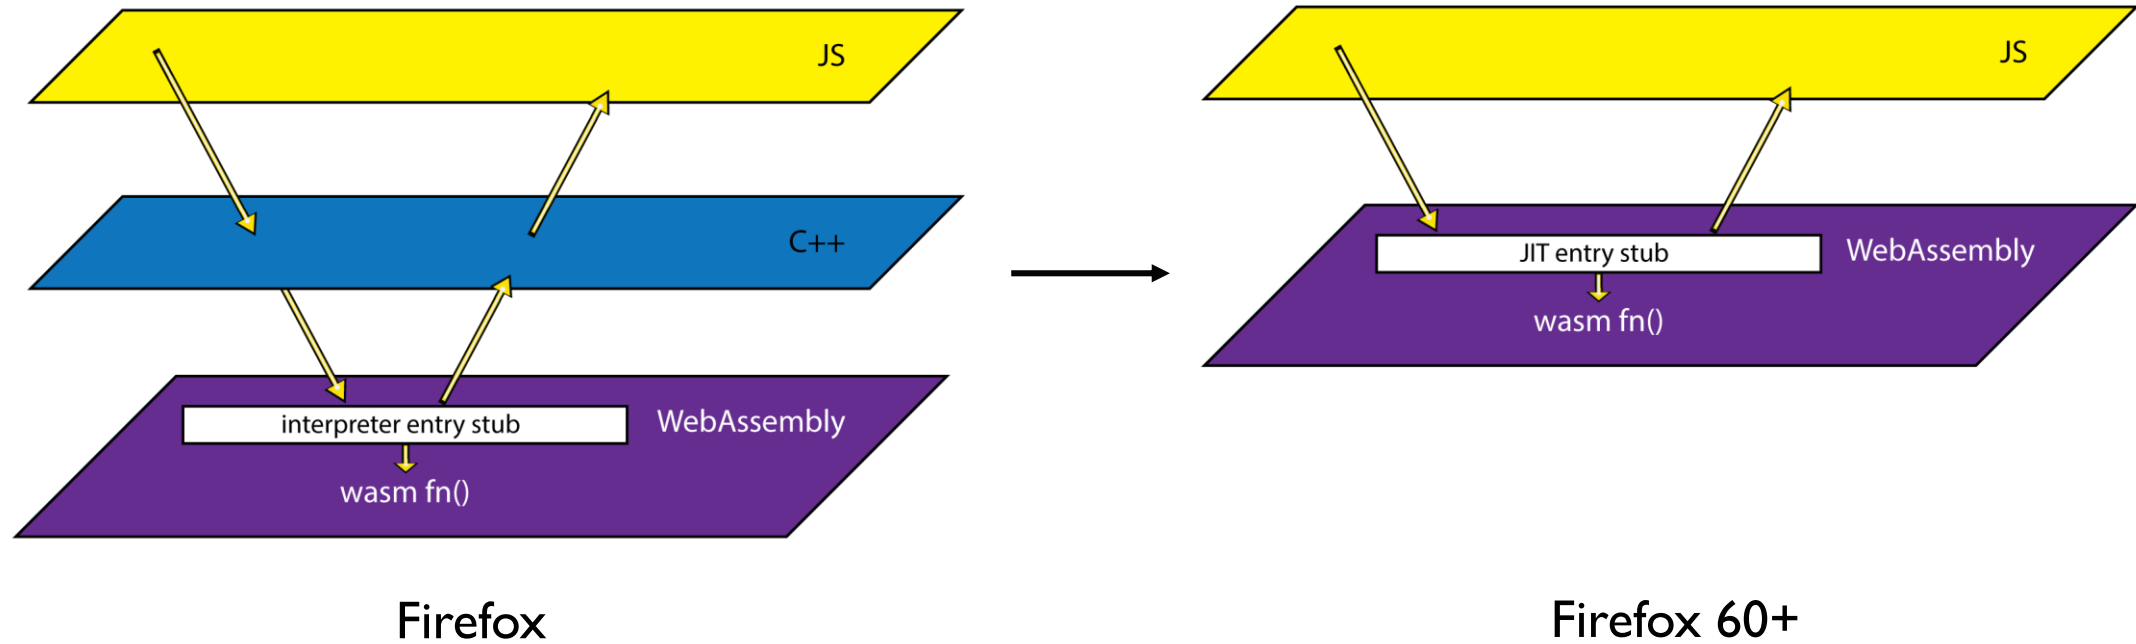 JS
C++
interpreter entry stub
WebAssembly
wasm fn()
Firefox
JS
JIT entry stub
WebAssembly
wasm fn()
Firefox 60+